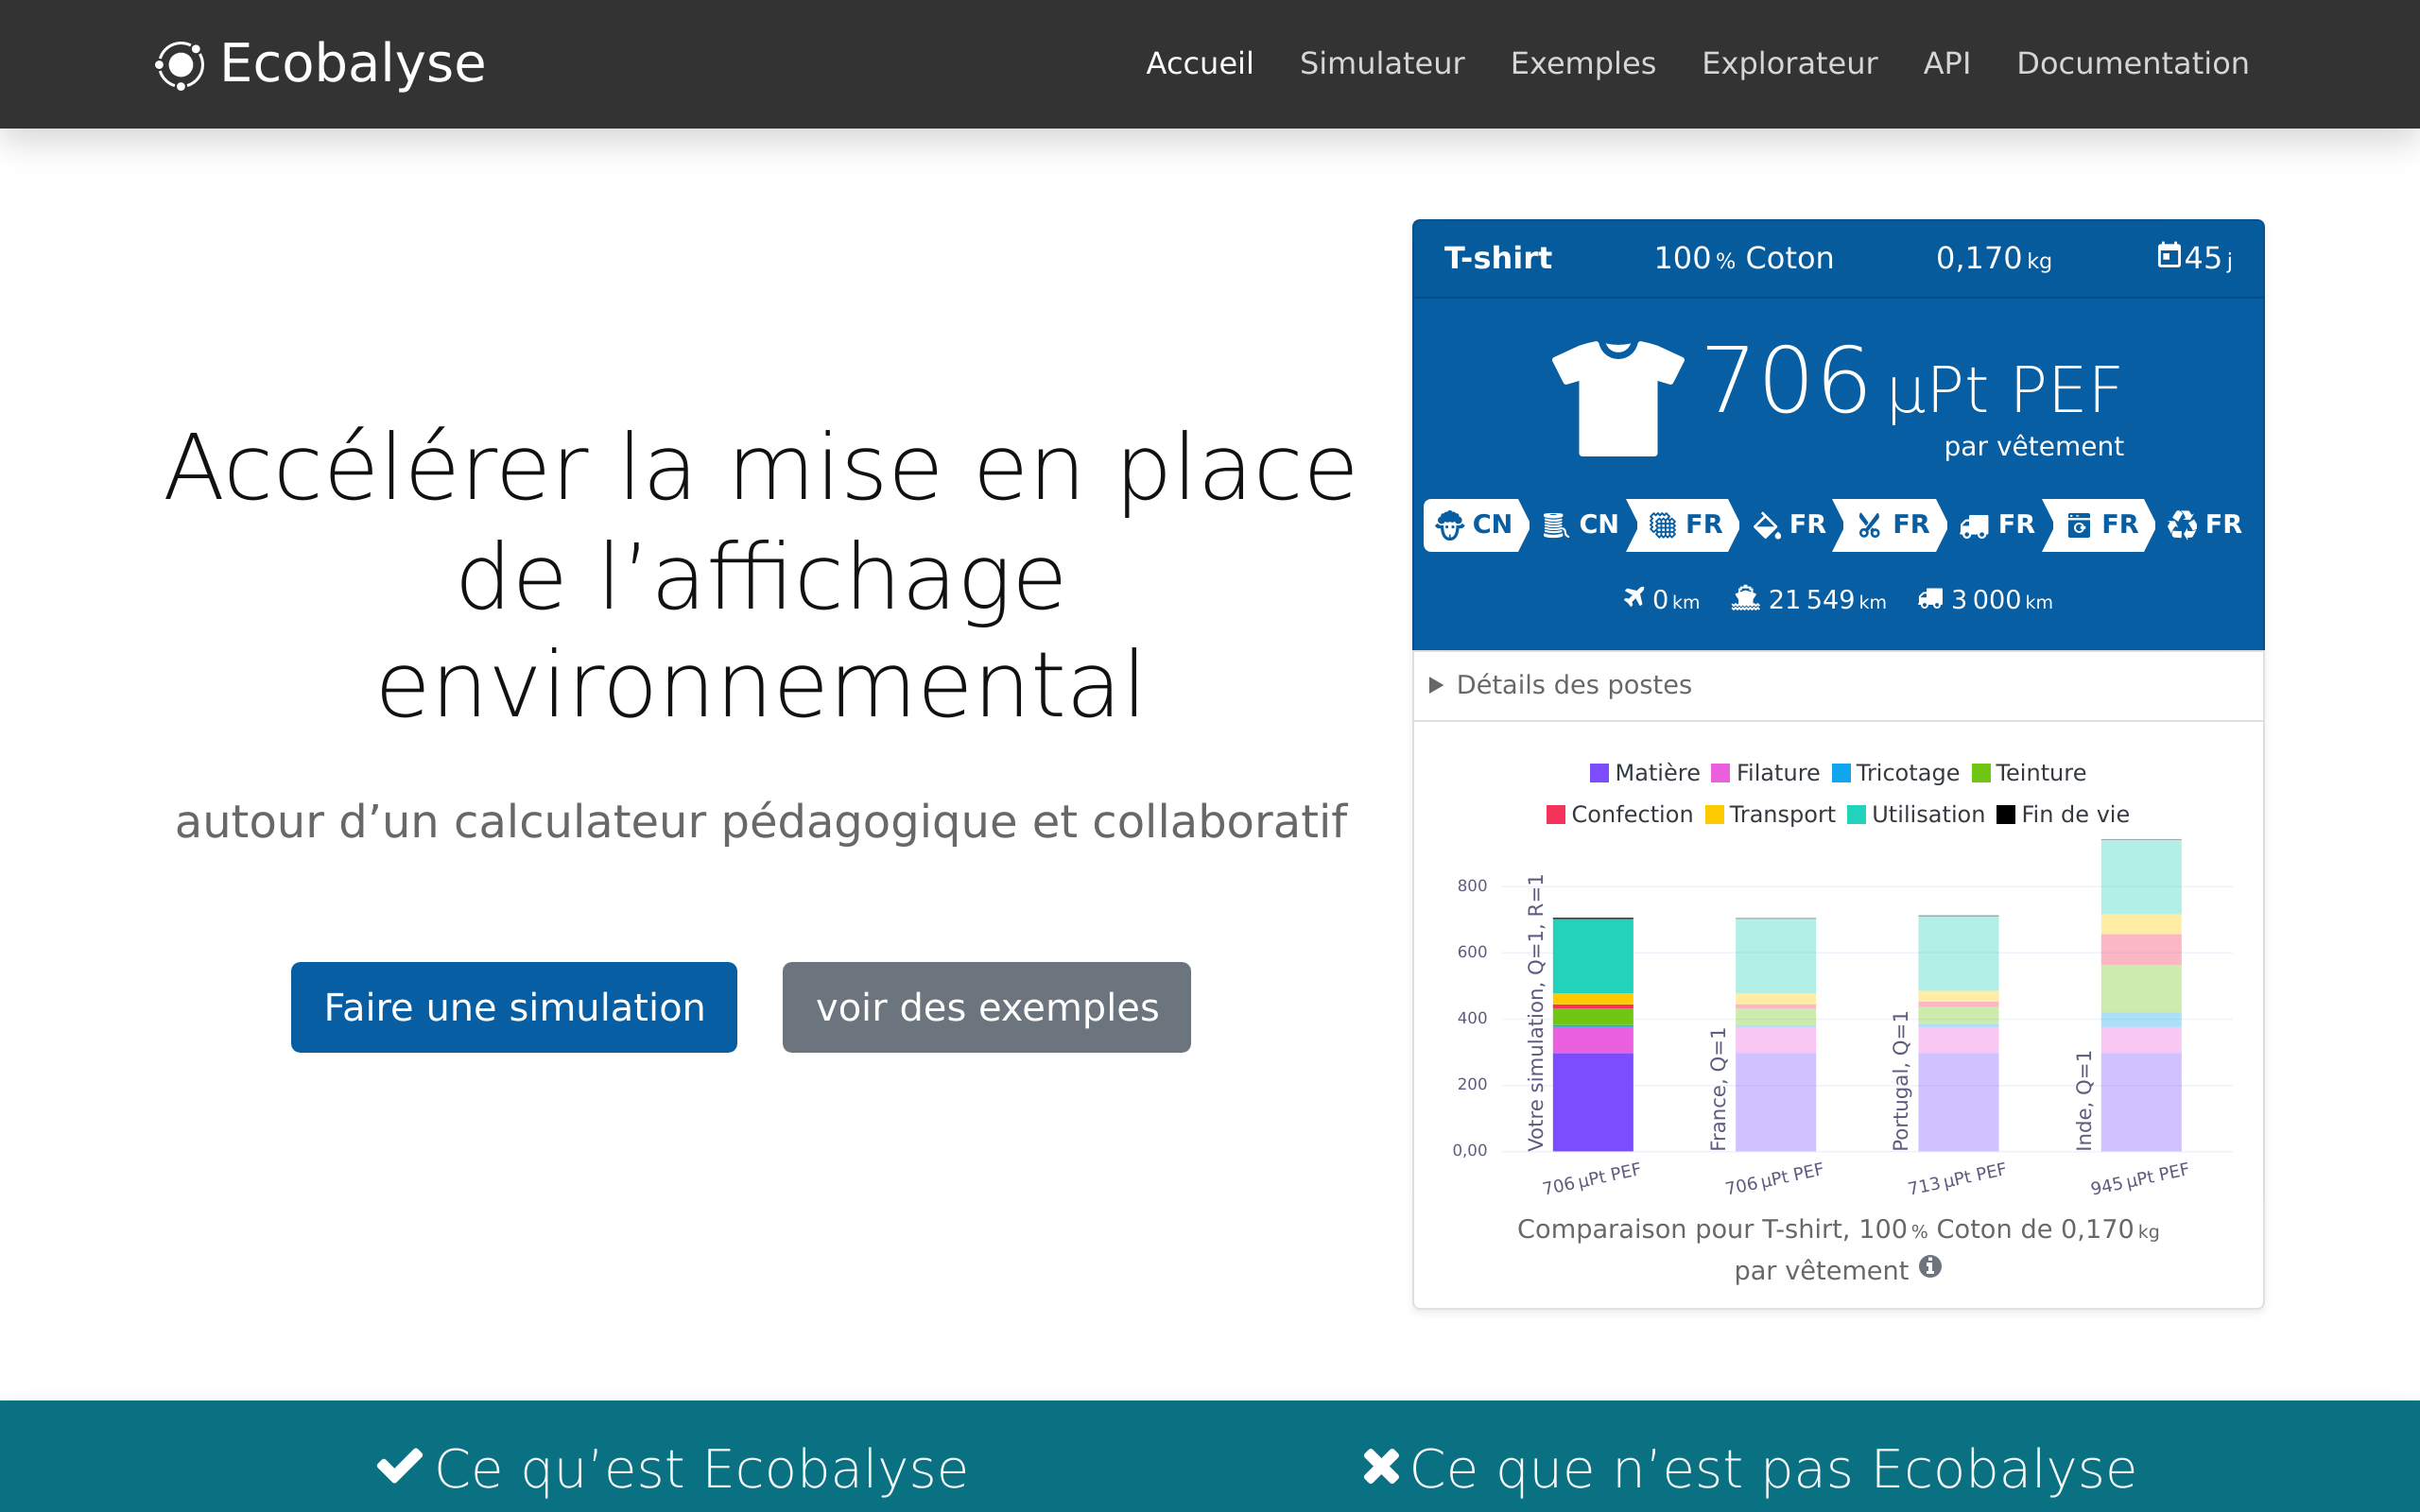 Ecobalyse
Accueil Simulateur Exemples Explorateur API Documentation
Accélérer la mise en place
de l’affichage
environnemental
autour d’un calculateur pédagogique et collaboratif
Faire une simulation
voir des exemples
T-shirt 100 % Coton 0,170 kg 45 j
706 µPt PEF
par vêtement
CN CN FR FR FR FR FR FR
0 km 21 549 km 3 000 km
Détails des postes
Matière Filature Tricotage Teinture
Confection Transport Utilisation Fin de vie
800
600
400
200
0,00
Votre simulation, Q=1, R=1
France, Q=1
Portugal, Q=1
Inde, Q=1
706 µPt PEF
706 µPt PEF
713 µPt PEF
945 µPt PEF
Comparaison pour T-shirt, 100 % Coton de 0,170 kg
par vêtement
Ce qu’est Ecobalyse
Ce que n’est pas Ecobalyse